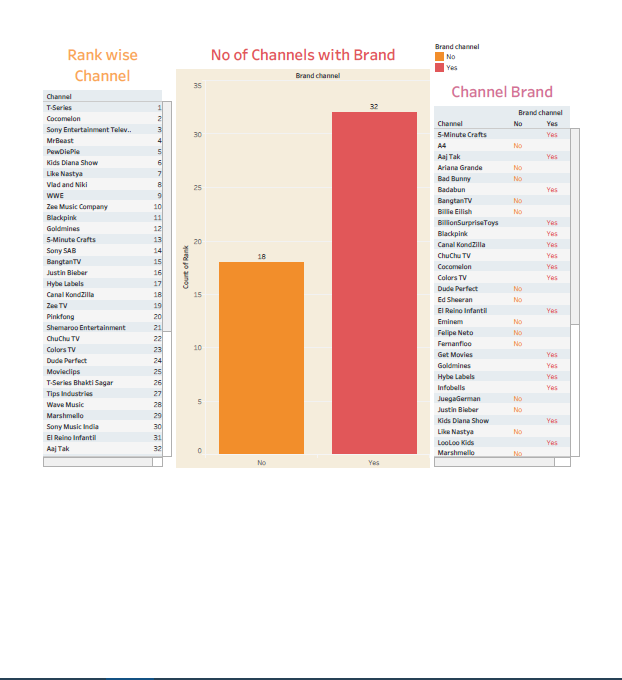 Rank wise
Channel
Channel
T-Series 1
Cocomelon 2
Sony Entertainment Telev.. 3
MrBeast 4
PewDiePie 5
Kids Diana Show 6
Like Nastya 7
Vlad and Niki 8
WWE 9
Zee Music Company 10
Blackpink 11
Goldmines 12
5-Minute Crafts 13
Sony SAB 14
BangtanTV 15
Justin Bieber 16
Hybe Labels 17
Canal KondZilla 18
Zee TV 19
Pinkfong 20
Shemaroo Entertainment 21
ChuChu TV 22
Colors TV 23
Dude Perfect 24
Movieclips 25
T-Series Bhakti Sagar 26
Tips Industries 27
Wave Music 28
Marshmello 29
Sony Music India 30
El Reino Infantil 31
Aaj Tak 32
No of Channels with Brand
Brand channel
Count of Rank
35
30
25
20
15
10
5
0
18
32
No
Yes
Brand channel
No
Yes
Channel Brand
Brand channel
Channel No Yes
5-Minute Crafts Yes
A4 No
Aaj Tak Yes
Ariana Grande No
Bad Bunny No
Badabun Yes
BangtanTV No
Billie Eilish No
BillionSurpriseToys Yes
Blackpink Yes
Canal KondZilla Yes
ChuChu TV Yes
Cocomelon Yes
Colors TV Yes
Dude Perfect No
Ed Sheeran No
El Reino Infantil Yes
Eminem No
Felipe Neto No
Fernanfloo No
Get Movies Yes
Goldmines Yes
Hybe Labels Yes
Infobells Yes
JuegaGerman No
Justin Bieber No
Kids Diana Show Yes
Like Nastya No
LooLoo Kids Yes
Marshmello No